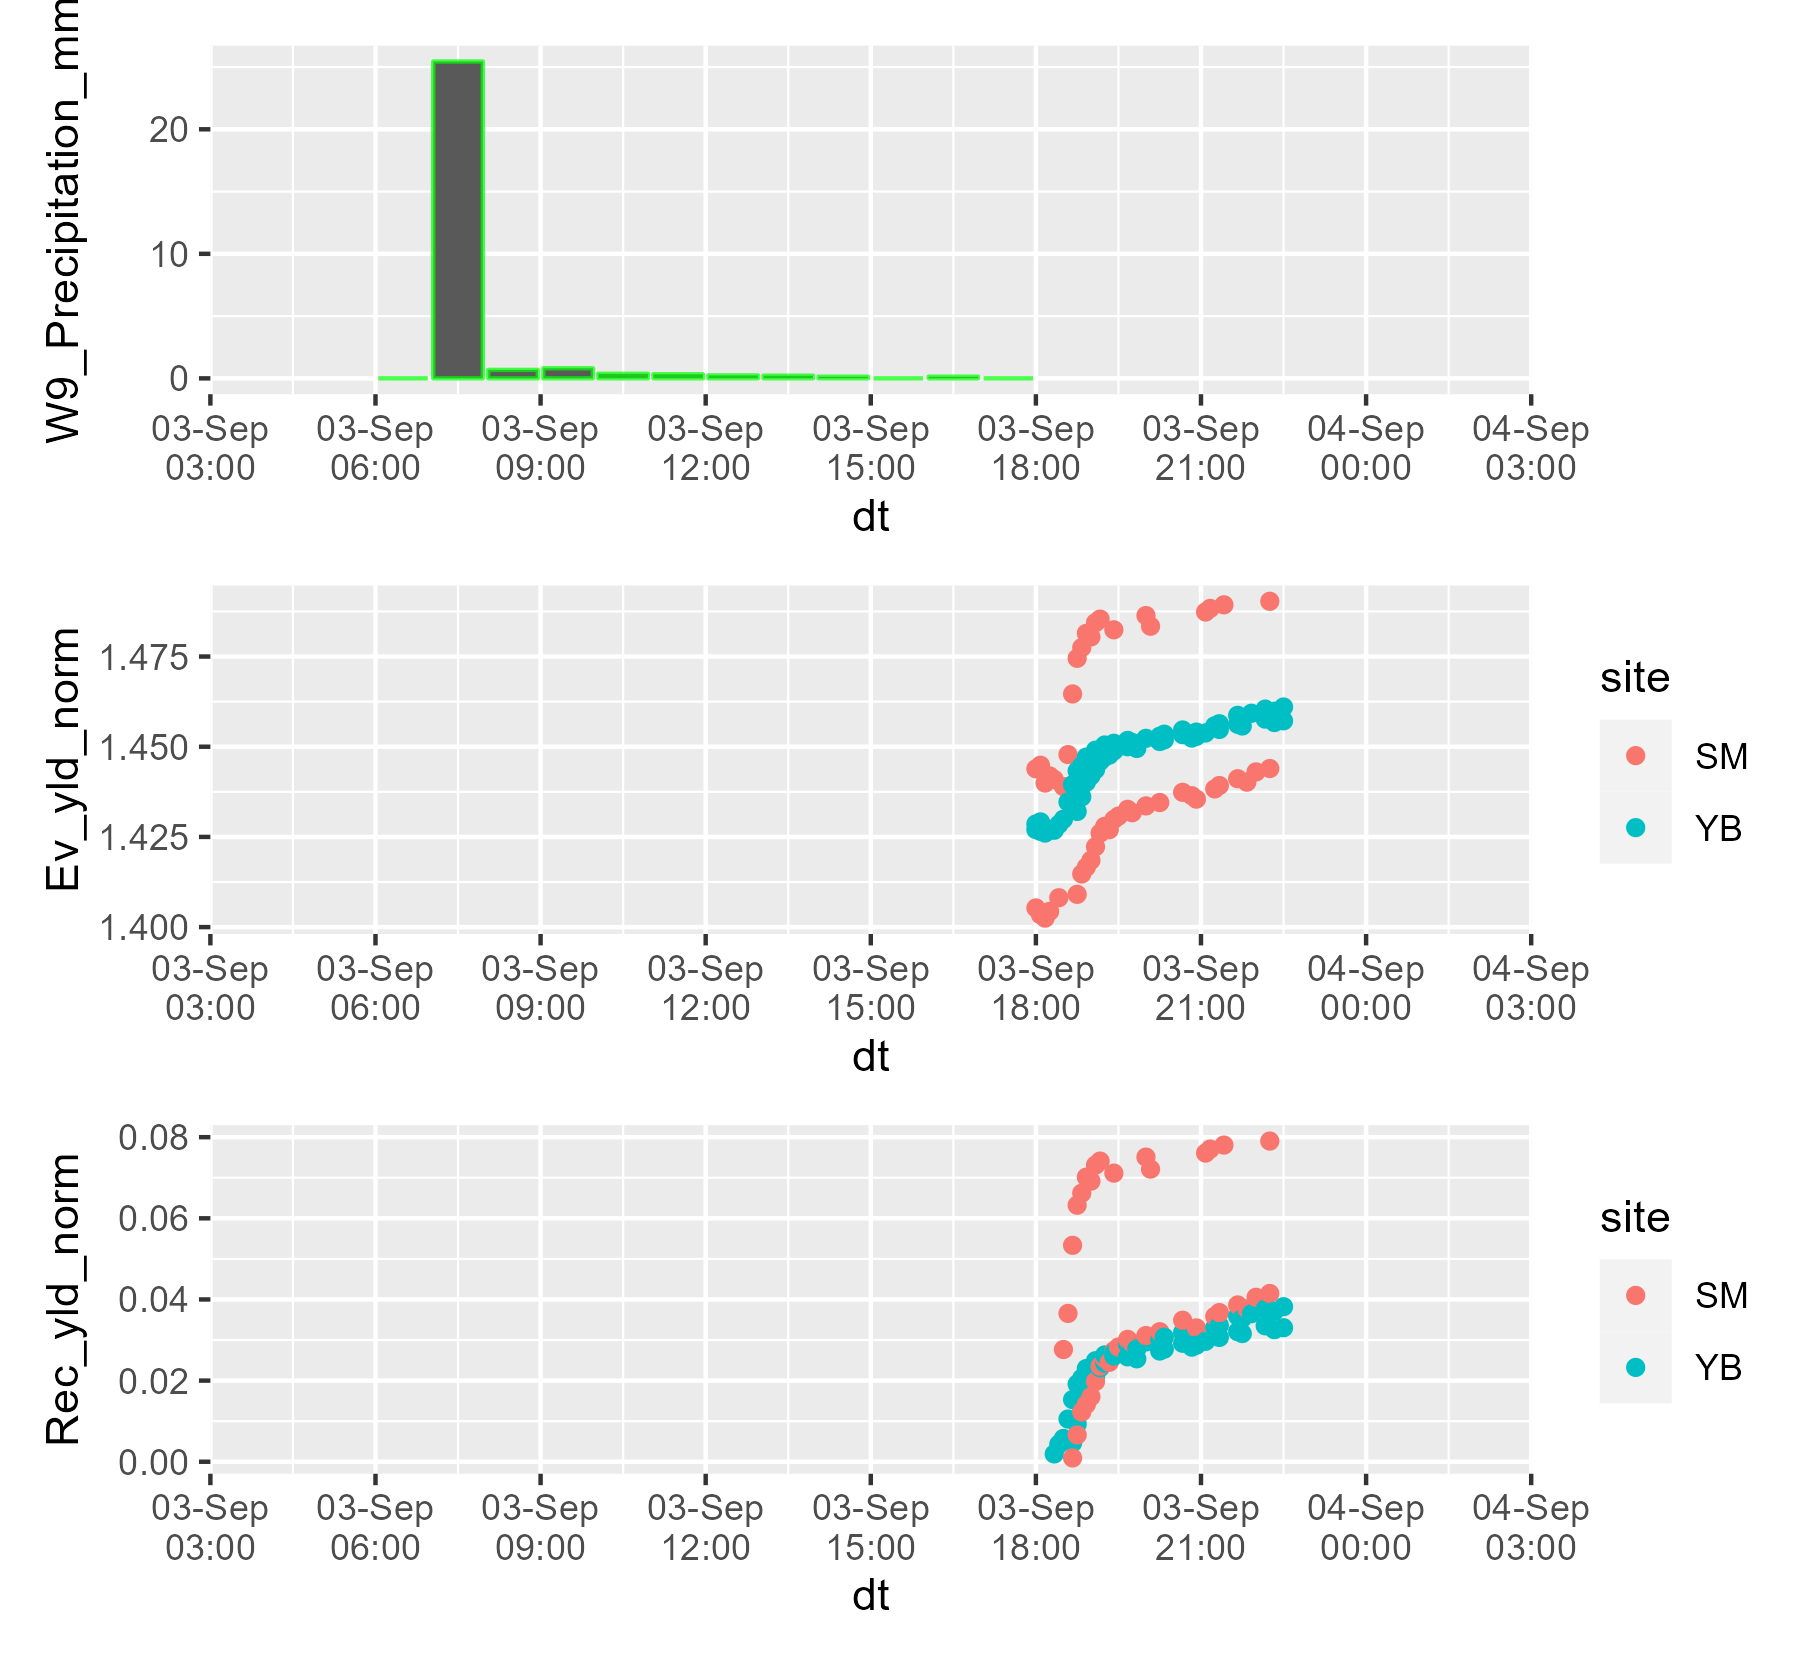 W9_Precipitation_mm
20
10
0
03-Sep 03-Sep 03-Sep 03-Sep 03-Sep 03-Sep 03-Sep 04-Sep 04-Sep
03:00 06:00 09:00 12:00 15:00 18:00 21:00 00:00 03:00
dt
Ev_yld_norm
1.475
1.450
1.425
1.400
03-Sep 03-Sep 03-Sep 03-Sep 03-Sep 03-Sep 03-Sep 04-Sep 04-Sep
03:00 06:00 09:00 12:00 15:00 18:00 21:00 00:00 03:00
dt
site
SM
YB
Rec_yld_norm
0.08
0.06
0.04
0.02
0.00
03-Sep 03-Sep 03-Sep 03-Sep 03-Sep 03-Sep 03-Sep 04-Sep 04-Sep
03:00 06:00 09:00 12:00 15:00 18:00 21:00 00:00 03:00
dt
site
SM
YB